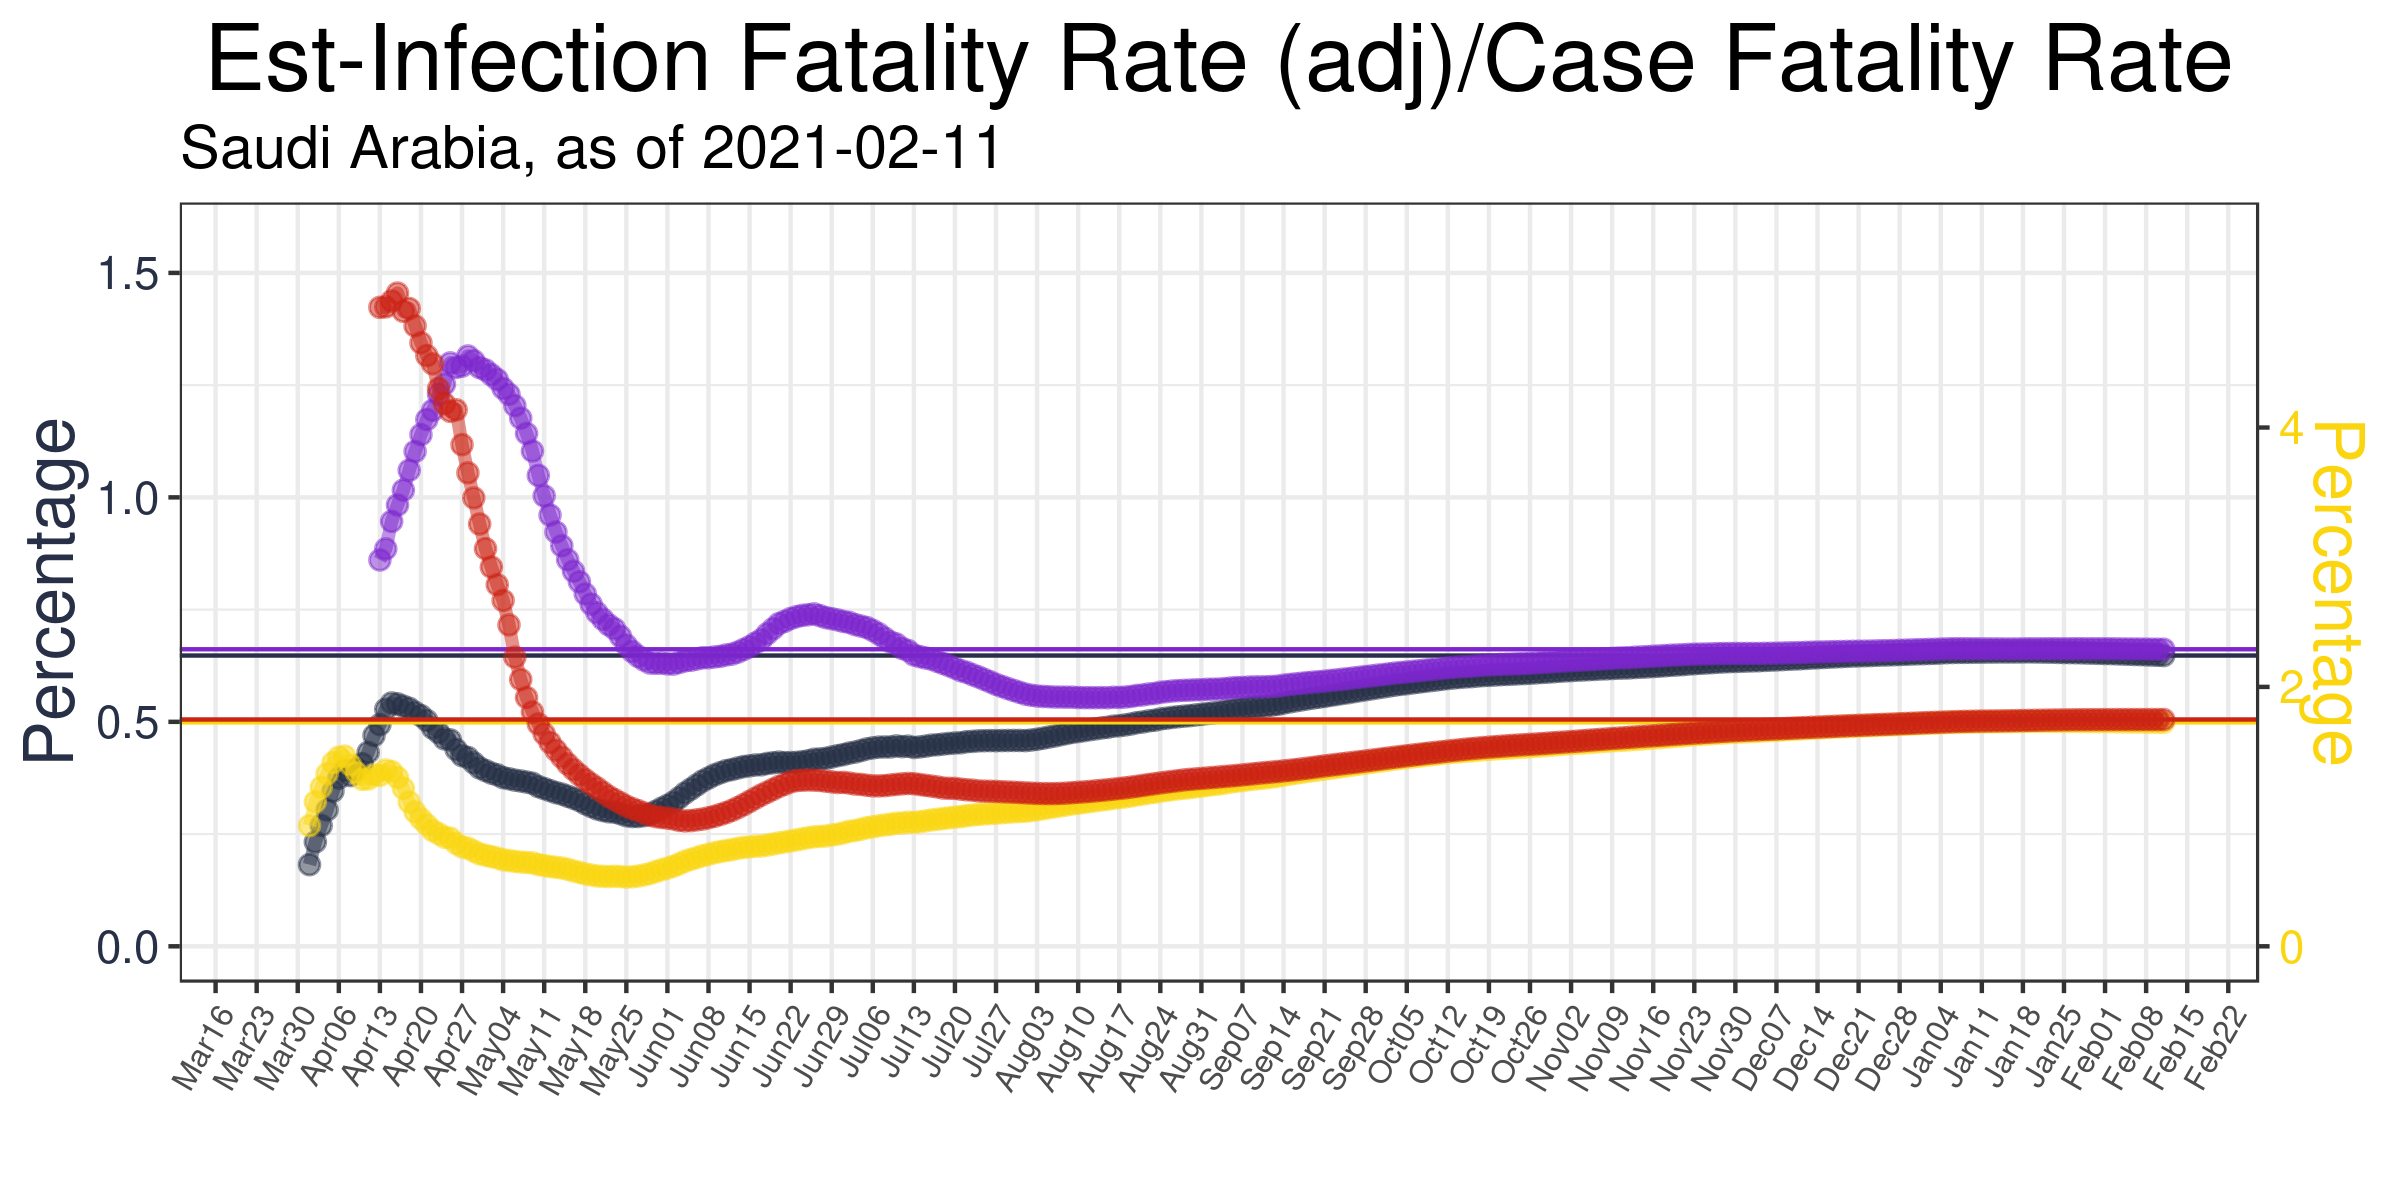 Est-Infection Fatality Rate (adj)/Case Fatality Rate
Saudi Arabia, as of 2021-02-11
Percentage
1.5
1.0
0.5
0.0
4
2
0
Percentage
Mar16
Mar23
Mar30
Apr06
Apr13
Apr20
Apr27
May04
May11
May18
May25
Jun01
Jun08
Jun15
Jun22
Jun29
Jul06
Jul13
Jul20
Jul27
Aug03
Aug10
Aug17
Aug24
Aug31
Sep07
Sep14
Sep21
Sep28
Oct05
Oct12
Oct19
Oct26
Nov02
Nov09
Nov16
Nov23
Nov30
Dec07
Dec14
Dec21
Dec28
Jan04
Jan11
Jan18
Jan25
Feb01
Feb08
Feb15
Feb22